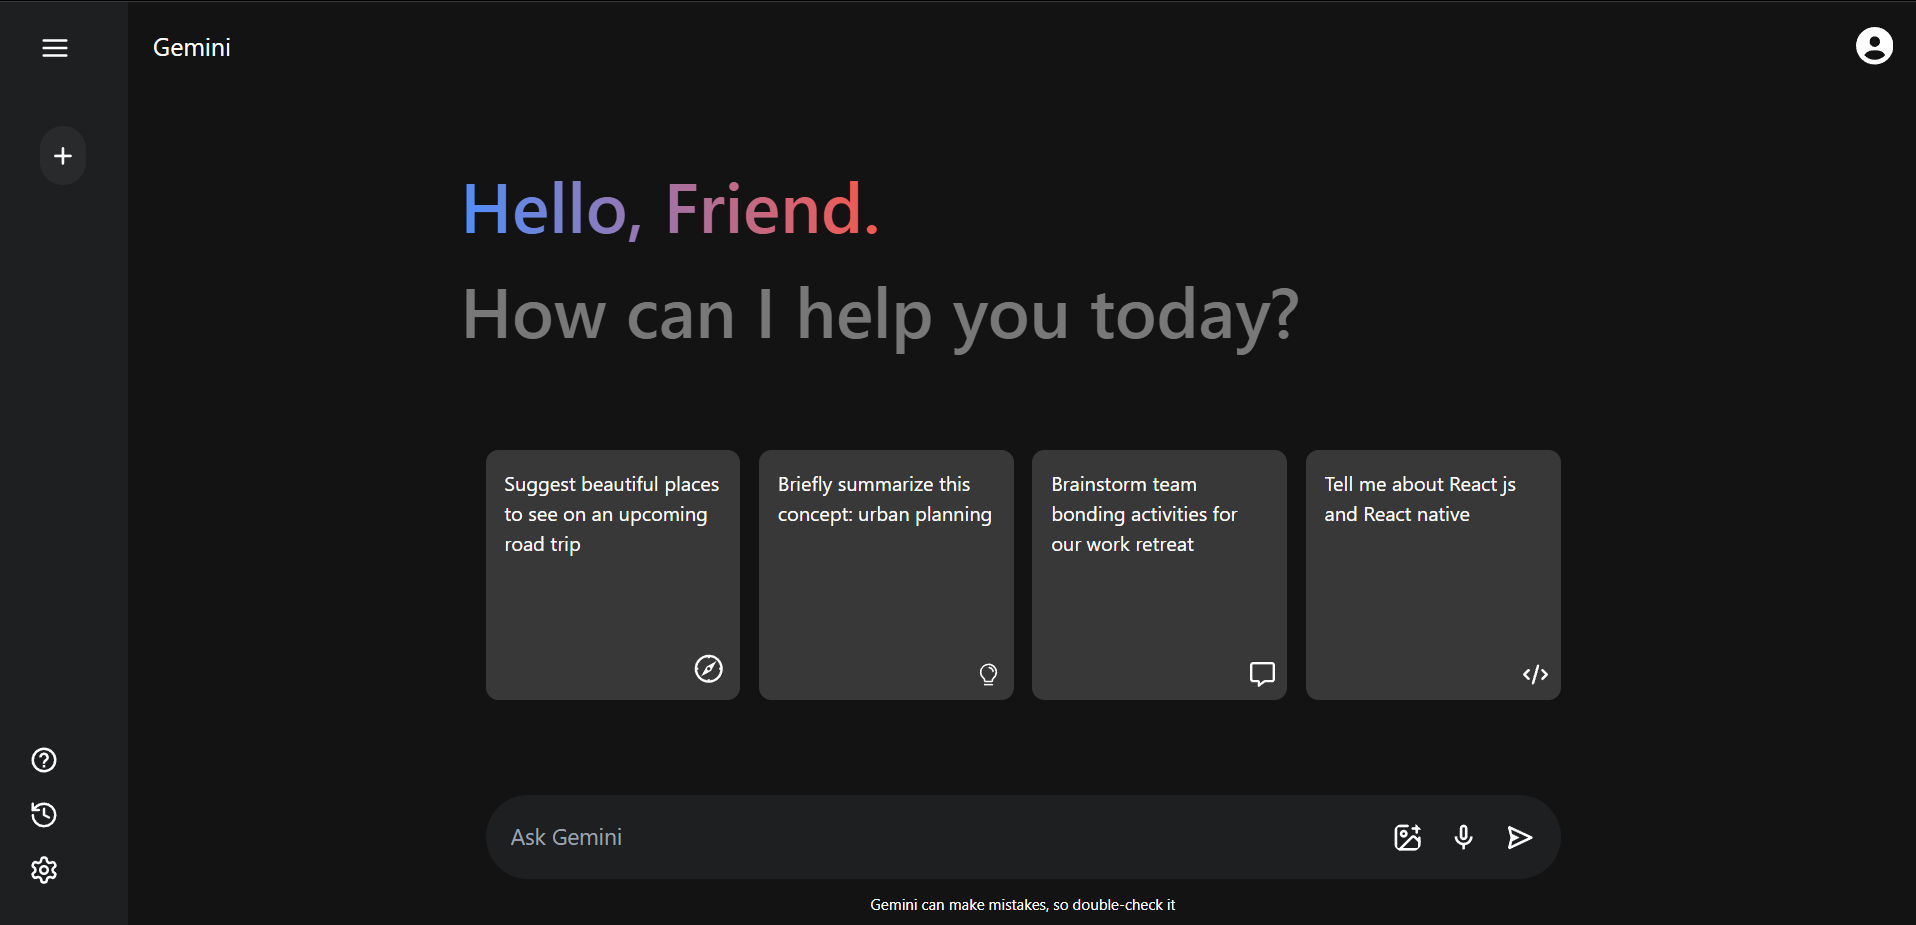 Gemini
Hello, Friend.
How can I help you today?
Suggest beautiful places
to see on an upcoming
road trip
Briefly summarize this
concept: urban planning
Brainstorm team
bonding activities for
our work retreat
Tell me about React js
and React native
Ask Gemini
Gemini can make mistakes, so double-check it